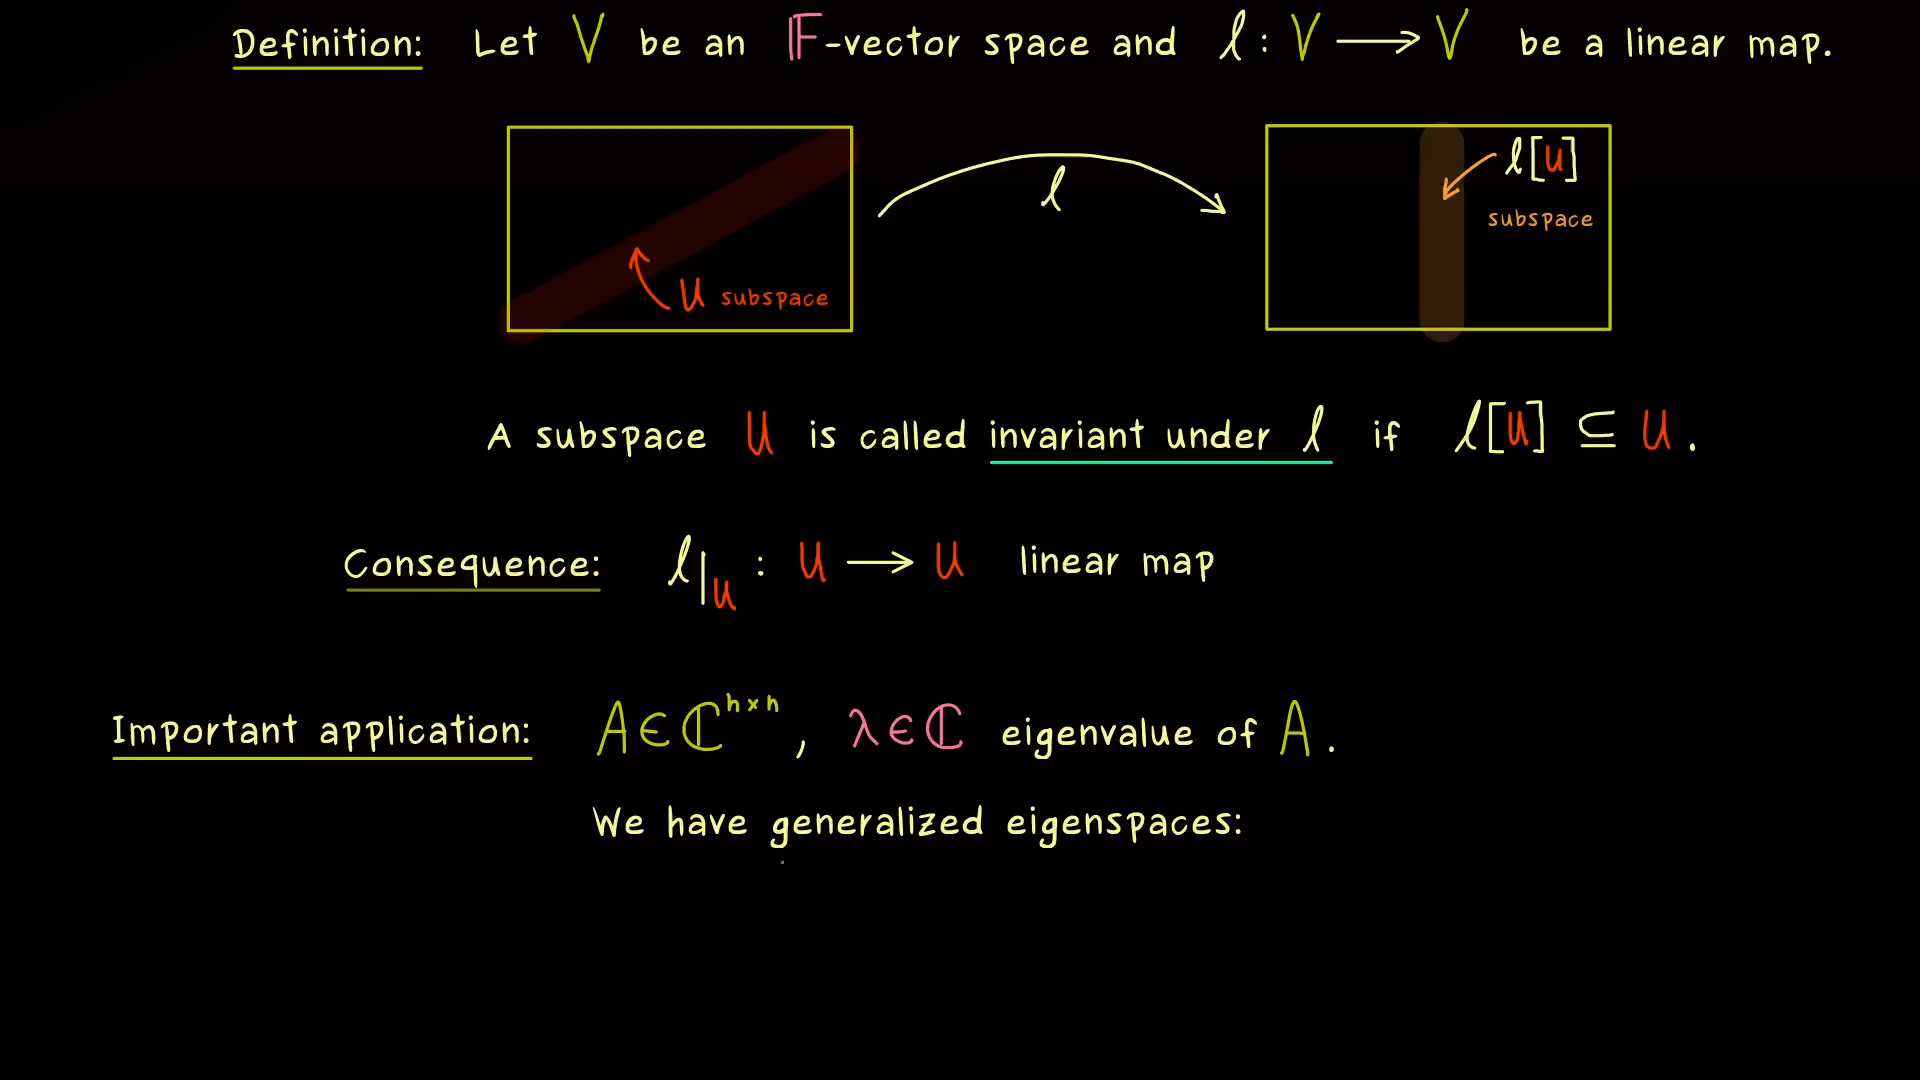 Definition: Let V be an 𝔽-vector space and ℓ: V ⟶ V be a linear map.
ℓ
ℓ[U]
subspace
U subspace
A subspace U is called invariant under ℓ if ℓ[U] ⊆ U.
Consequence: ℓ|_U : U ⟶ U linear map
Important application: A ∈ ℂ^{n×n}, λ ∈ ℂ eigenvalue of A.
We have generalized eigenspaces: